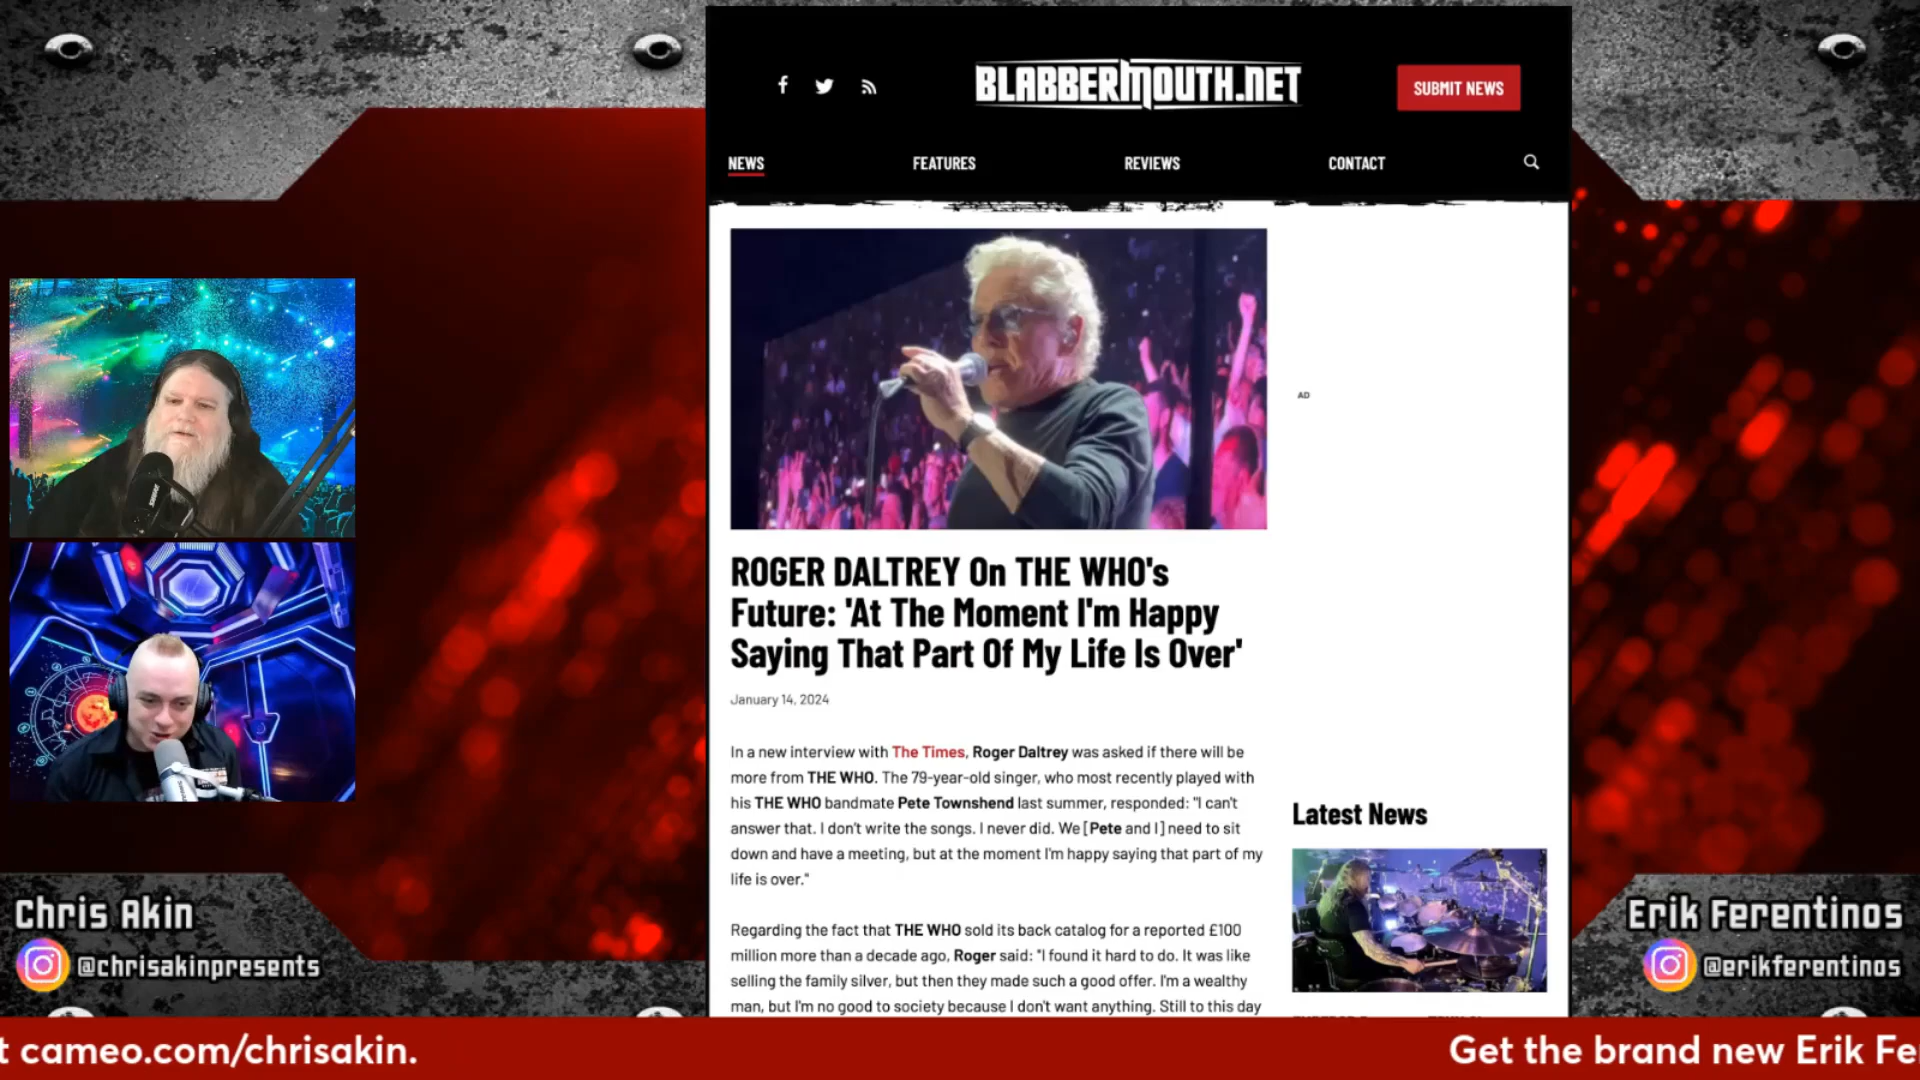 BLABBERMOUTH.NET
SUBMIT NEWS
NEWS
FEATURES
REVIEWS
CONTACT
AD
ROGER DALTREY On THE WHO's
Future: 'At The Moment I'm Happy
Saying That Part Of My Life Is Over'
January 14, 2024
In a new interview with The Times, Roger Daltrey was asked if there will be
more from THE WHO. The 79-year-old singer, who most recently played with
his THE WHO bandmate Pete Townshend last summer, responded: "I can't
answer that. I don't write the songs. I never did. We [Pete and I] need to sit
down and have a meeting, but at the moment I'm happy saying that part of my
life is over."
Regarding the fact that THE WHO sold its back catalog for a reported £100
million more than a decade ago, Roger said: "I found it hard to do. It was like
selling the family silver, but then they made such a good offer. I'm a wealthy
man, but I'm no good to society because I don't want anything. Still to this day
Latest News
Chris Akin
@chrisakinpresents
Erik Ferentinos
@erikferentinos
t cameo.com/chrisakin.
Get the brand new Erik Fe